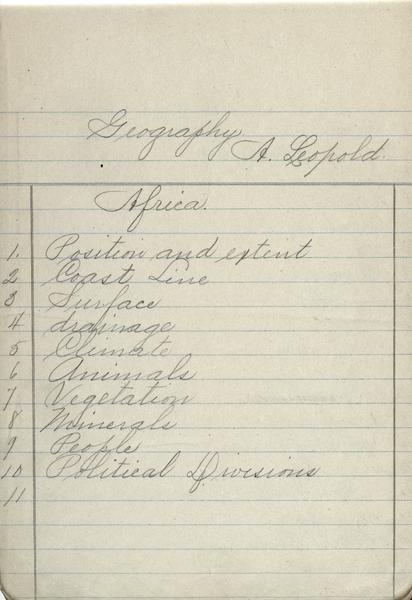 Geography.
A. Leopold.
Africa.
1. Position and extent
2 Coast Line
3 Surface
4 drainage
5 Climate
6 Animals
7 Vegetation
8 Minerals
9 People
10 Political Divisions
11